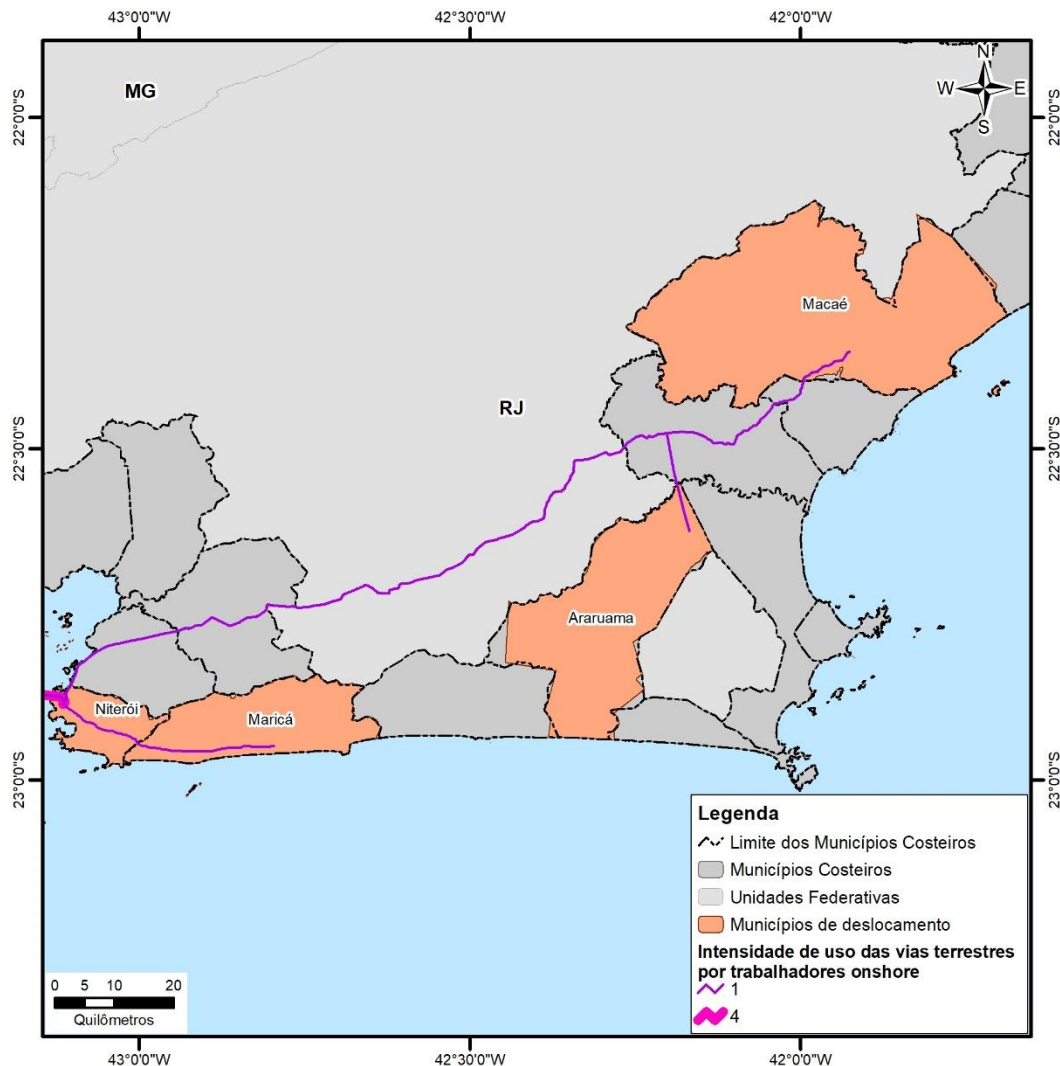 43°0'0"W 42°30'0"W 42°0'0"W
N
W E
S
MG
22°0'0"S 22°0'0"S
Macaé
RJ
22°30'0"S 22°30'0"S
Araruama
Niterói
Maricá
23°0'0"S 23°0'0"S
Legenda
Limite dos Municípios Costeiros
Municípios Costeiros
Unidades Federativas
Municípios de deslocamento
Intensidade de uso das vias terrestres
por trabalhadores onshore
1
4
0 5 10 20
Quilômetros
43°0'0"W 42°30'0"W 42°0'0"W